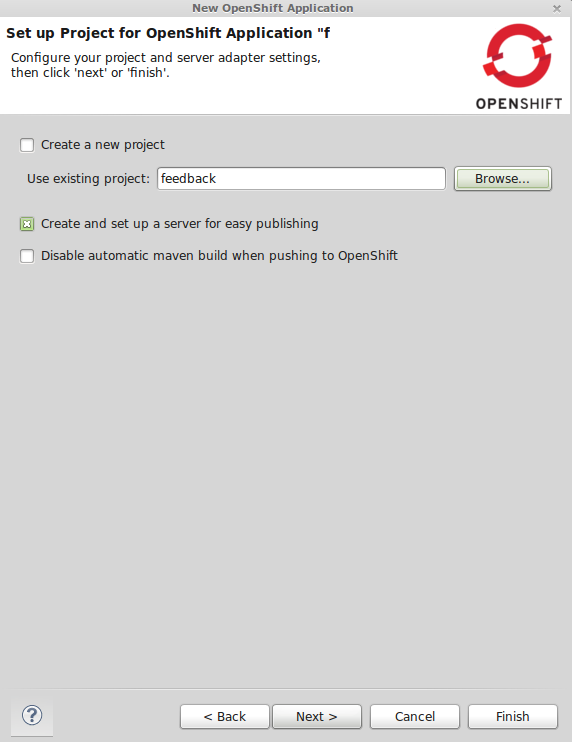 New OpenShift Application
Set up Project for OpenShift Application "f
Configure your project and server adapter settings,
then click 'next' or 'finish'.
OPENSHIFT
Create a new project
Use existing project: feedback Browse...
Create and set up a server for easy publishing
Disable automatic maven build when pushing to OpenShift
? < Back Next > Cancel Finish